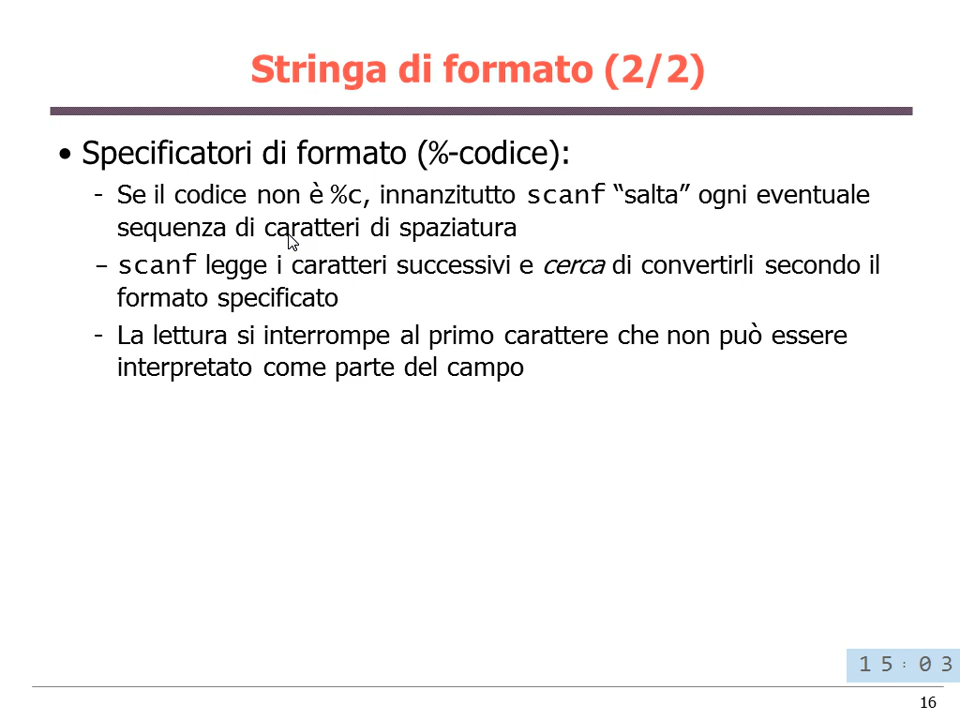 Stringa di formato (2/2)
• Specificatori di formato (%-codice):
- Se il codice non è %c, innanzitutto scanf “salta” ogni eventuale
sequenza di caratteri di spaziatura
- scanf legge i caratteri successivi e cerca di convertirli secondo il
formato specificato
- La lettura si interrompe al primo carattere che non può essere
interpretato come parte del campo
15:03
16